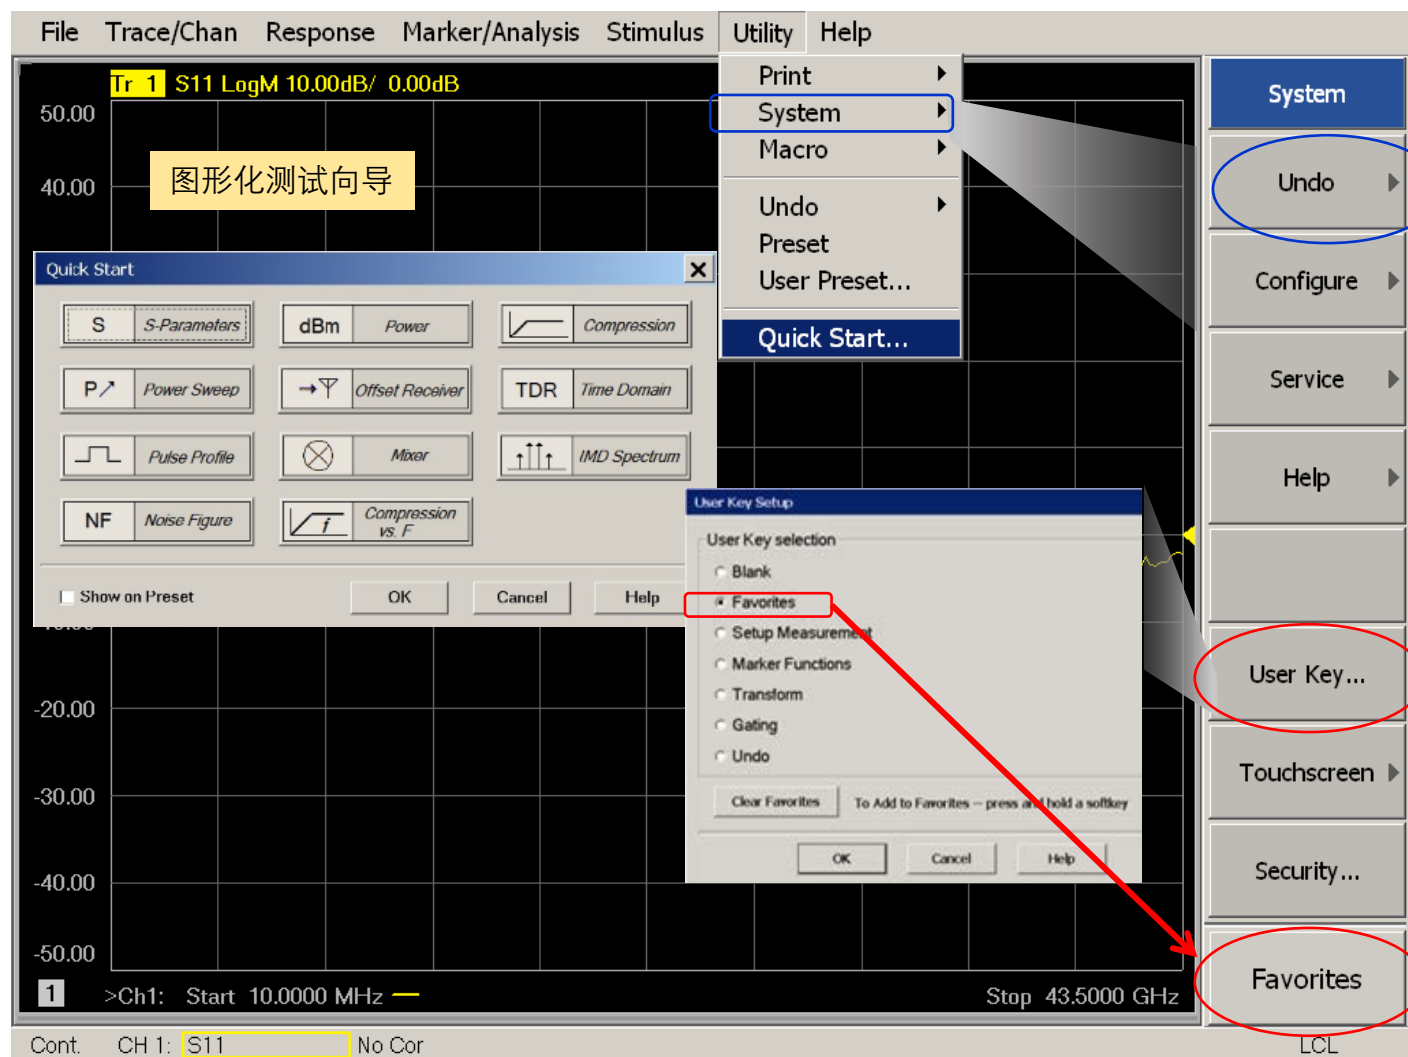 File Trace/Chan Response Marker/Analysis Stimulus Utility Help
Tr 1 S11 LogM 10.00dB/ 0.00dB
50.00
40.00
图形化测试向导
Print
System
Macro
Undo
Preset
User Preset...
Quick Start...
Quick Start
S S-Parameters
dBm Power
Compression
P Power Sweep
Offset Receiver
TDR Time Domain
Pulse Profile
Mixer
IMD Spectrum
NF Noise Figure
f Compression
vs. F
Show on Preset
OK Cancel Help
User Key Setup
User Key selection
Blank
Favorites
Setup Measurement
Marker Functions
Transform
Gating
Undo
Clear Favorites To Add to Favorites -- press and hold a softkey
OK Cancel Help
-20.00
-30.00
-40.00
-50.00
1 >Ch1: Start 10.0000 MHz Stop 43.5000 GHz
Cont. CH 1: S11 No Cor LCL
System
Undo
Configure
Service
Help
User Key...
Touchscreen
Security...
Favorites